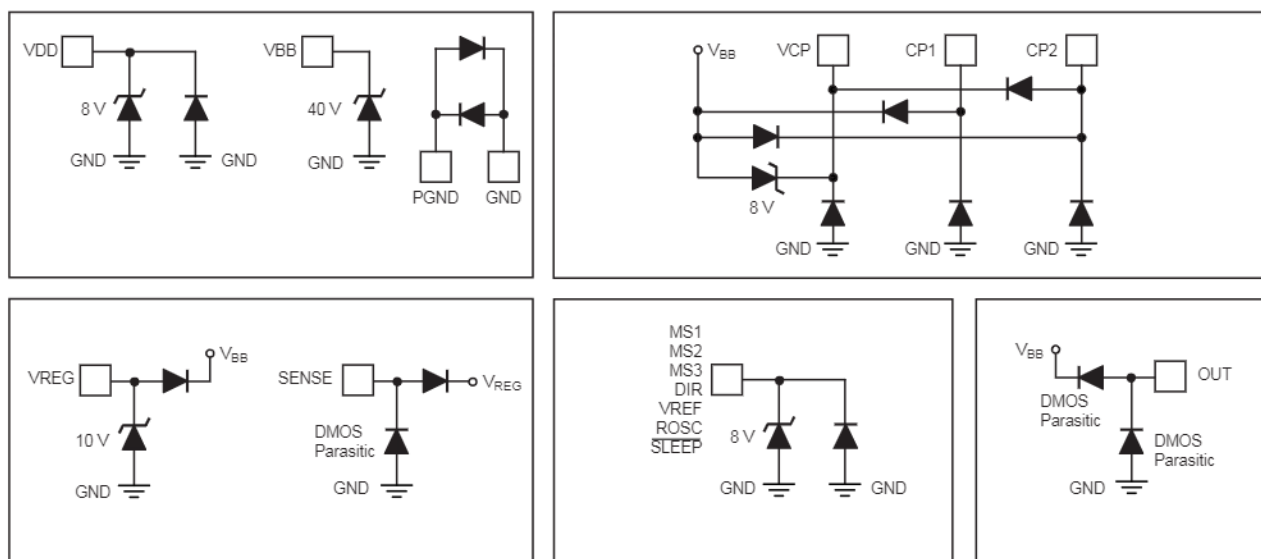 VDD
8 V
GND
GND
VBB
40 V
GND
PGND
GND
VBB
VCP
CP1
CP2
8 V
GND
GND
GND
VREG
VBB
10 V
GND
SENSE
VREG
DMOS
Parasitic
GND
MS1
MS2
MS3
DIR
VREF
ROSC
SLEEP
8 V
GND
GND
VBB
OUT
DMOS
Parasitic
DMOS
Parasitic
GND